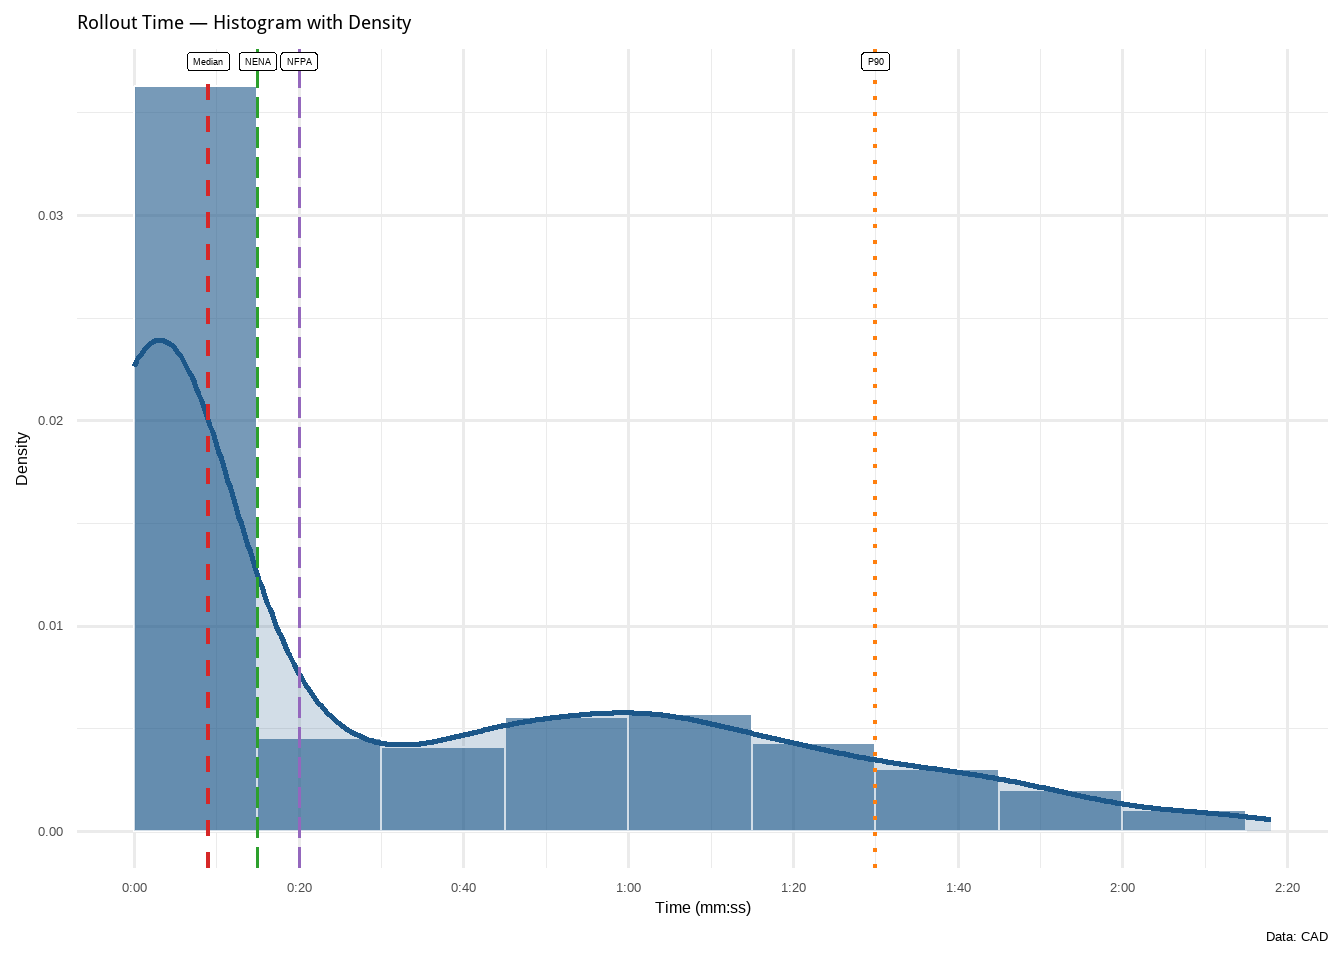 Rollout Time — Histogram with Density
Median
NENA
NFPA
P90
0.03
0.02
0.01
0.00
Density
0:00
0:20
0:40
1:00
1:20
1:40
2:00
2:20
Time (mm:ss)
Data: CAD